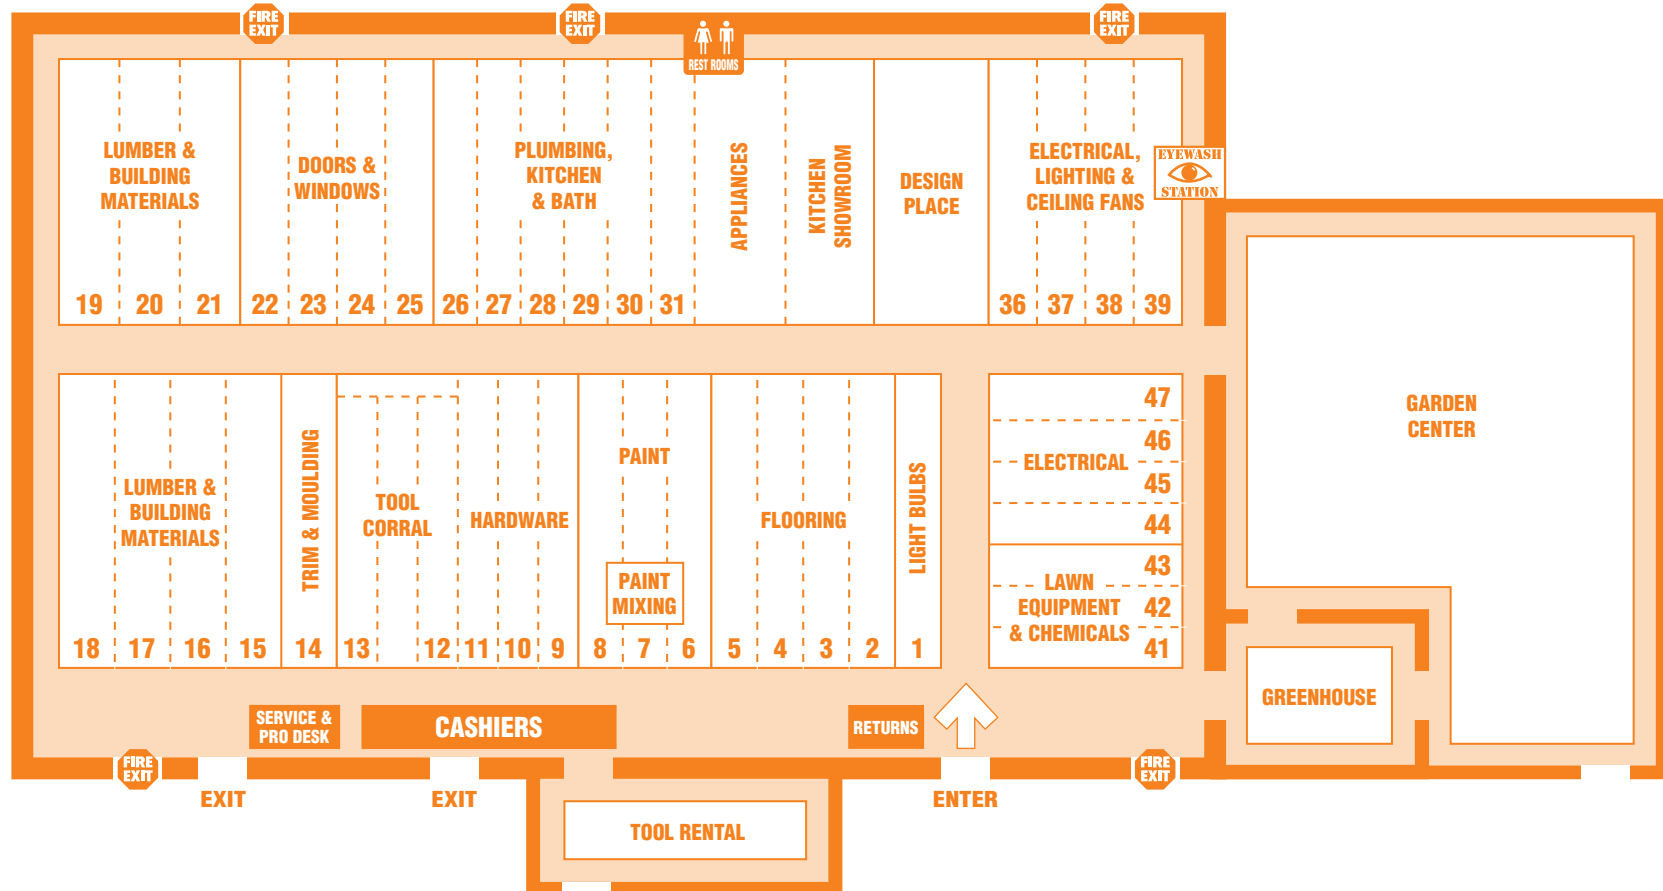 FIRE
EXIT
FIRE
EXIT
FIRE
EXIT
REST ROOMS
LUMBER &
BUILDING
MATERIALS
DOORS &
WINDOWS
PLUMBING,
KITCHEN
& BATH
APPLIANCES
KITCHEN
SHOWROOM
DESIGN
PLACE
ELECTRICAL,
LIGHTING &
CEILING FANS
EYEWASH
STATION
19 20 21 22 23 24 25 26 27 28 29 30 31 36 37 38 39
LUMBER &
BUILDING
MATERIALS
TRIM & MOULDING
TOOL
CORRAL
HARDWARE
PAINT
PAINT
MIXING
FLOORING
LIGHT BULBS
18 17 16 15 14 13 12 11 10 9 8 7 6 5 4 3 2 1
47
46
ELECTRICAL
45
44
43
LAWN
EQUIPMENT
& CHEMICALS
42
41
GARDEN
CENTER
GREENHOUSE
SERVICE &
PRO DESK
CASHIERS
RETURNS
FIRE
EXIT
EXIT
EXIT
ENTER
FIRE
EXIT
TOOL RENTAL